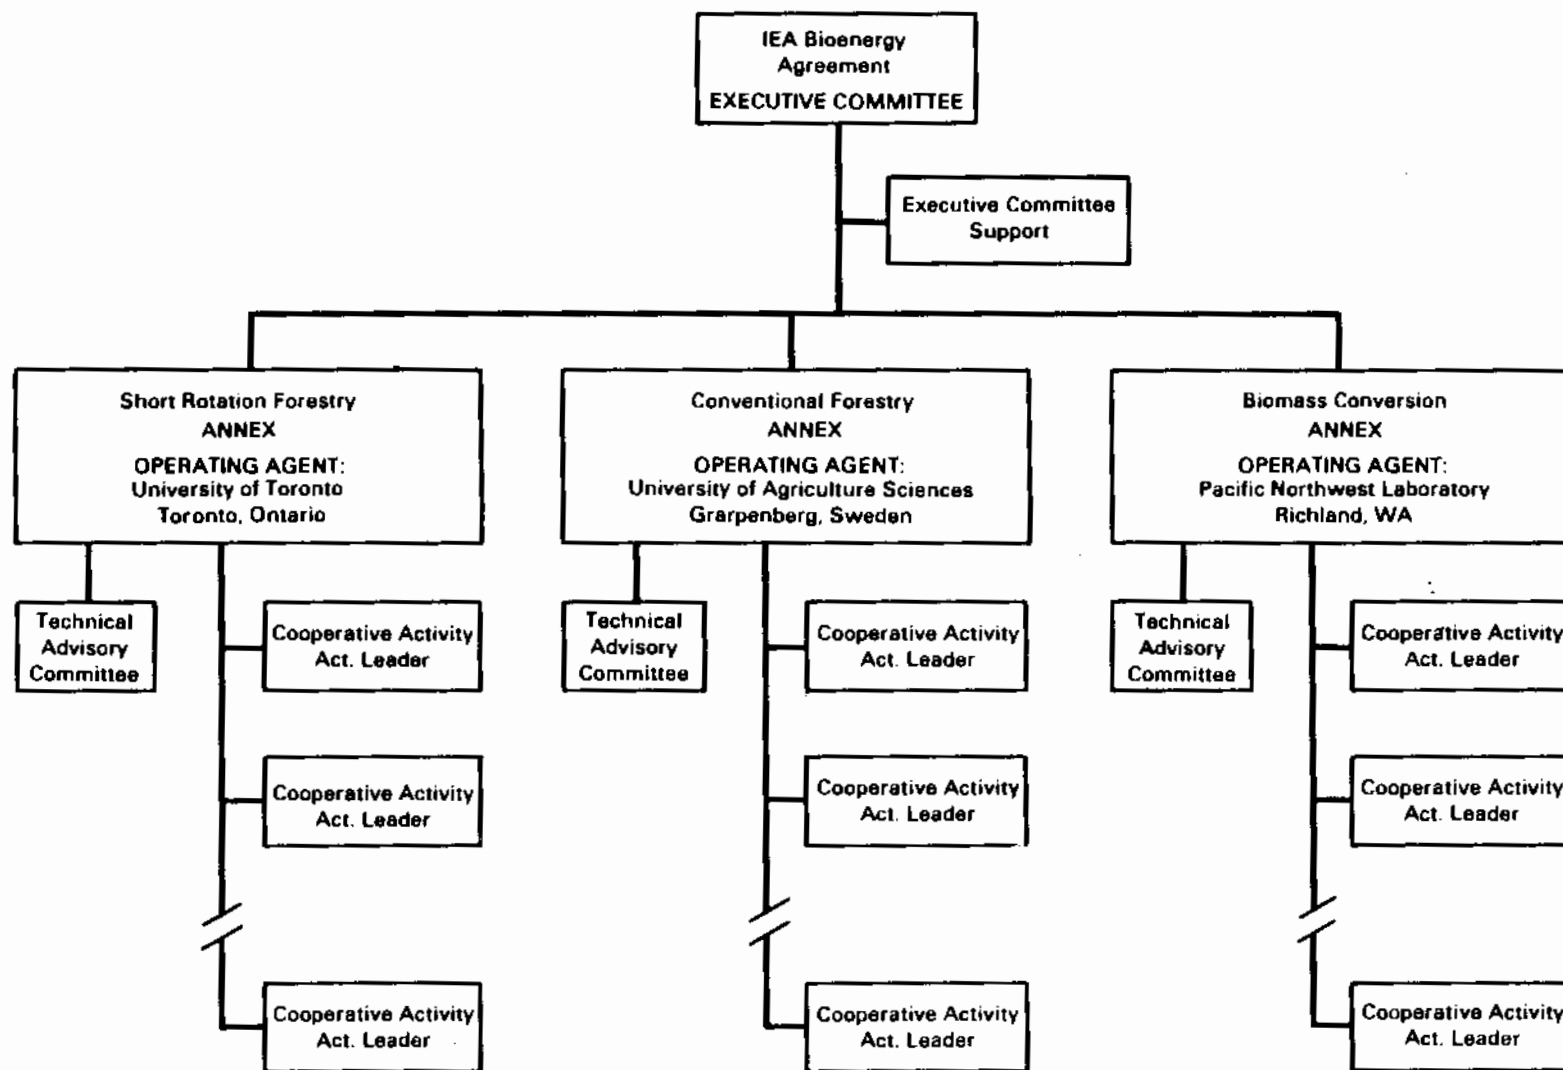 IEA Bioenergy
Agreement
EXECUTIVE COMMITTEE
Executive Committee
Support
Short Rotation Forestry
ANNEX
OPERATING AGENT:
University of Toronto
Toronto, Ontario
Conventional Forestry
ANNEX
OPERATING AGENT:
University of Agriculture Sciences
Grarpenberg, Sweden
Biomass Conversion
ANNEX
OPERATING AGENT:
Pacific Northwest Laboratory
Richland, WA
Technical
Advisory
Committee
Cooperative Activity
Act. Leader
Technical
Advisory
Committee
Cooperative Activity
Act. Leader
Technical
Advisory
Committee
Cooperative Activity
Act. Leader
Cooperative Activity
Act. Leader
Cooperative Activity
Act. Leader
Cooperative Activity
Act. Leader
Cooperative Activity
Act. Leader
Cooperative Activity
Act. Leader
Cooperative Activity
Act. Leader